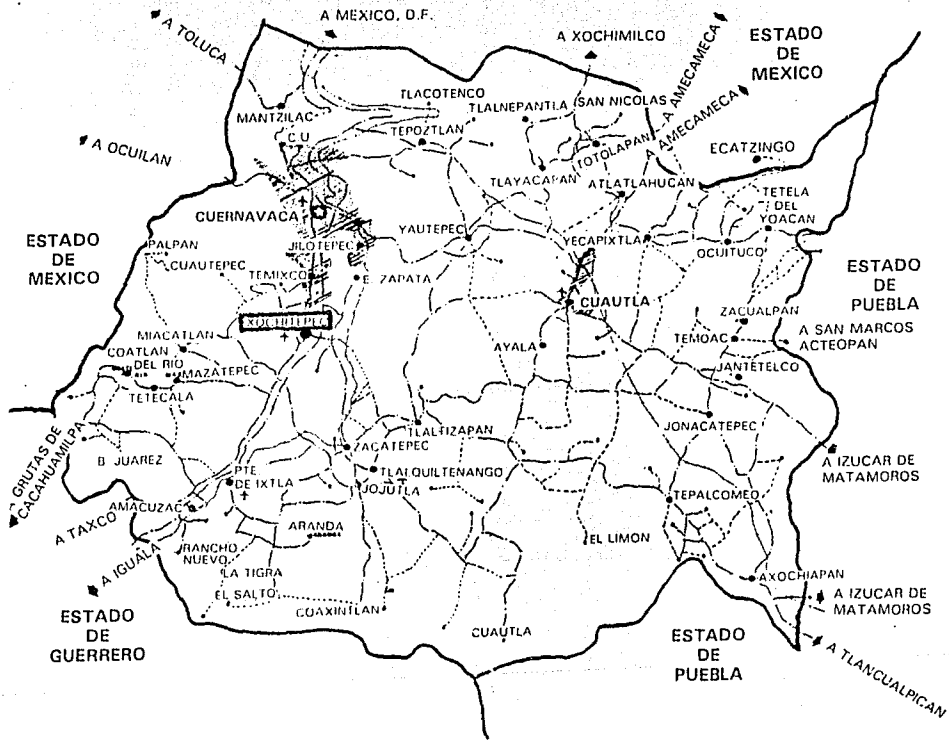 A MEXICO, D.F.
A TOLUCA
A XOCHIMILCO
A AMECAMECA
ESTADO
DE
MEXICO
A AMECAMECA
TLACOTENCO
TLALNEPANTLA
SAN NICOLAS
MANTZILAC
C.U.
TEPOZTLAN
TOTOLAPAN
ECATZINGO
A OCUILAN
TLAYACAPAN
ATLATLAHUCAN
TETELA
DEL
YOACAN
CUERNAVACA
YAUTEPEC
YECAPIXTLA
OCUITUCO
ESTADO
DE
MEXICO
PALPAN
CUAUTEPEC
JILOTEPEC
TEMIXCO
E. ZAPATA
CUAUTLA
ESTADO
DE
PUEBLA
ZACUALPAN
XOCHITEPEC
MIACATLAN
AYALA
TEMOAC
A SAN MARCOS
ACTEOPAN
COATLAN
DEL RIO
MAZATEPEC
TETECALA
JANTETELCO
JONACATEPEC
TLALTIZAPAN
A GRUTAS DE
CACAHUAMILPA
B. JUAREZ
ZACATEPEC
TLALQUILTENANGO
A IZUCAR DE
MATAMOROS
PTE.
DE IXTLA
JOJUTLA
TEPALCOMEO
AMACUZAC
A TAXCO
ARANDA
EL LIMON
A IGUALA
RANCHO
NUEVO
LA TIGRA
EL SALTO
COAXINTLAN
AXOCHIAPAN
A IZUCAR DE
MATAMOROS
ESTADO
DE
GUERRERO
CUAUTLA
ESTADO
DE
PUEBLA
A TLANCUALPICAN